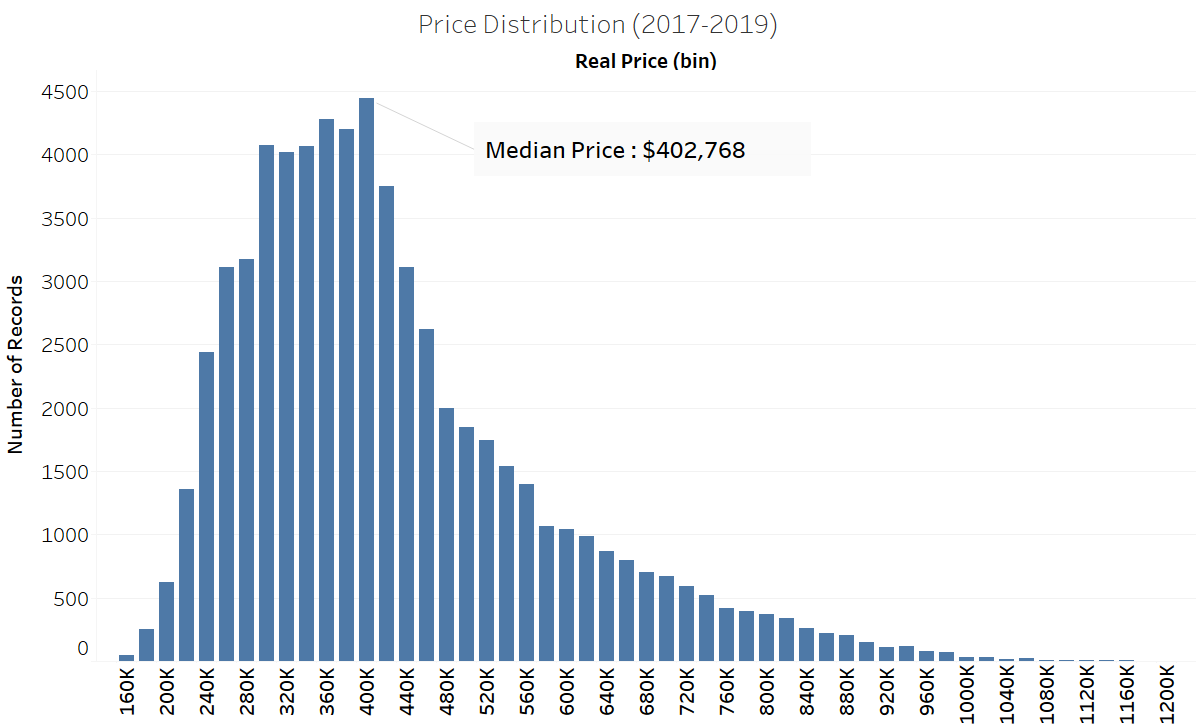 Price Distribution (2017-2019)
Real Price (bin)
4500
4000
3500
3000
2500
2000
1500
1000
500
0
Number of Records
Median Price : $402,768
160K
200K
240K
280K
320K
360K
400K
440K
480K
520K
560K
600K
640K
680K
720K
760K
800K
840K
880K
920K
960K
1000K
1040K
1080K
1120K
1160K
1200K